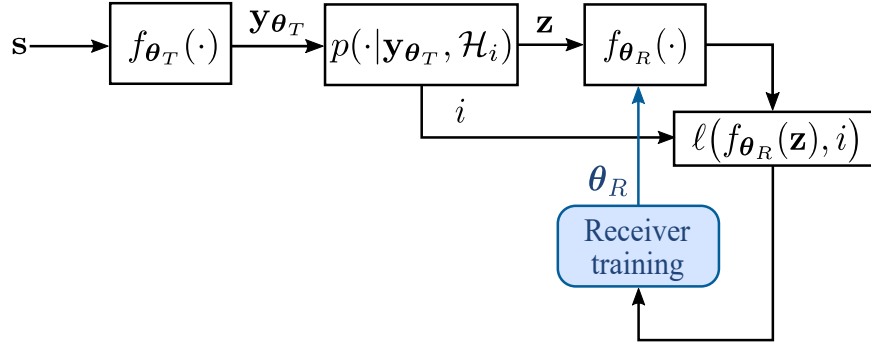 s
f_{θ_T}(·)
y_{θ_T}
p(·|y_{θ_T}, ℋ_i)
z
f_{θ_R}(·)
i
ℓ(f_{θ_R}(z), i)
θ_R
Receiver
training